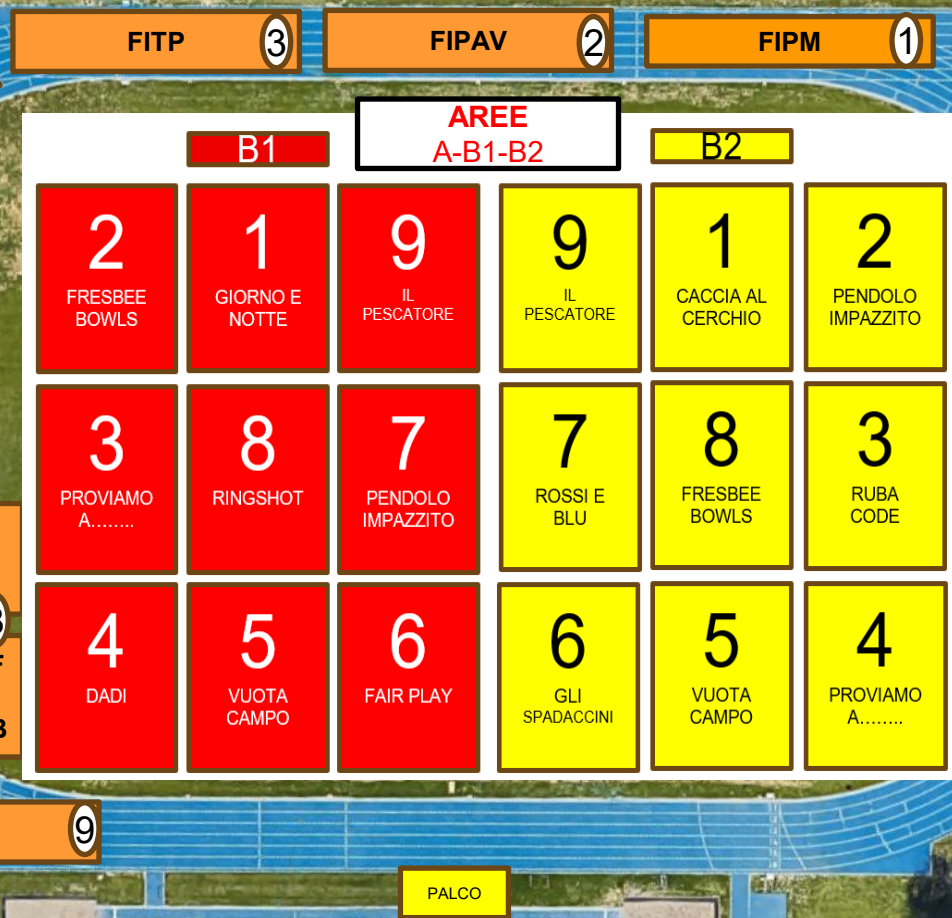 FITP 3
FIPAV 2
FIPM 1
AREE
A-B1-B2
B1
B2
2
FRESBEE
BOWLS
1
GIORNO E
NOTTE
9
IL
PESCATORE
9
IL
PESCATORE
1
CACCIA AL
CERCHIO
2
PENDOLO
IMPAZZITO
3
PROVIAMO
A........
8
RINGSHOT
7
PENDOLO
IMPAZZITO
7
ROSSI E
BLU
8
FRESBEE
BOWLS
3
RUBA
CODE
4
DADI
5
VUOTA
CAMPO
6
FAIR PLAY
6
GLI
SPADACCINI
5
VUOTA
CAMPO
4
PROVIAMO
A........
9
PALCO